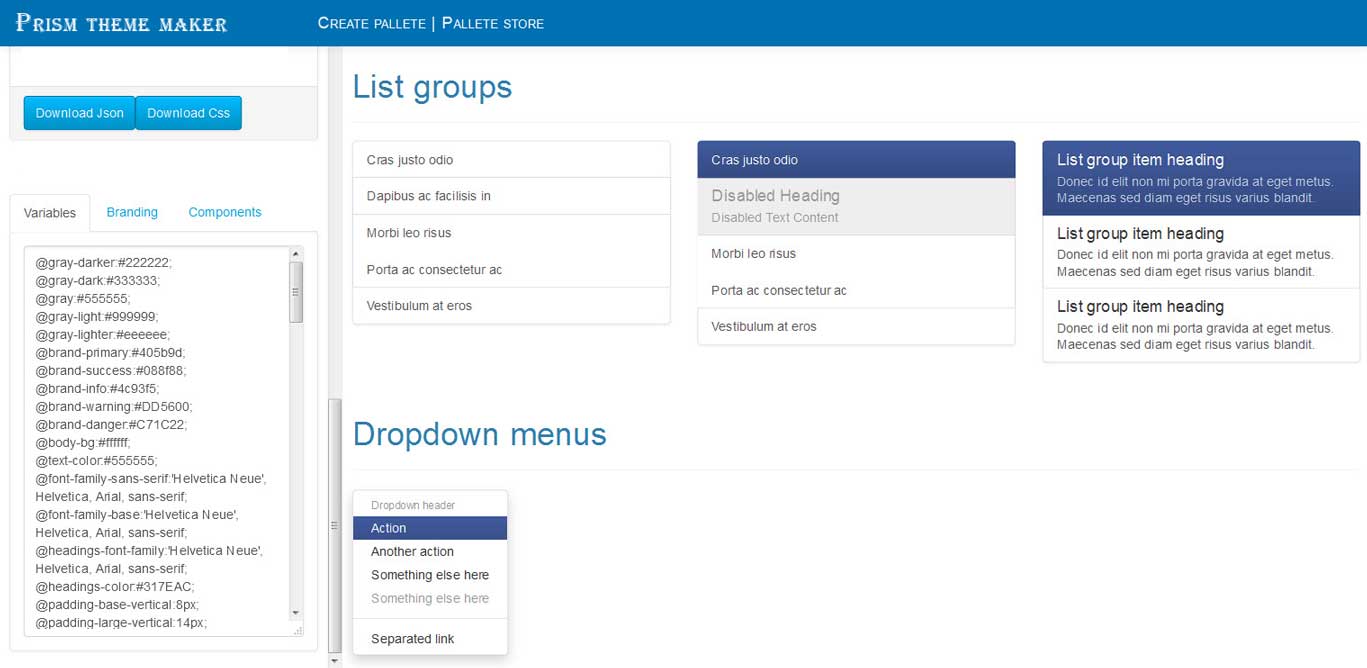 Prism theme maker
Create pallete | Pallete store
Download Json
Download Css
Variables
Branding
Components
@gray-darker:#222222;
@gray-dark:#333333;
@gray:#555555;
@gray-light:#999999;
@gray-lighter:#eeeeee;
@brand-primary:#405b9d;
@brand-success:#088f88;
@brand-info:#4c93f5;
@brand-warning:#DD5600;
@brand-danger:#C71C22;
@body-bg:#ffffff;
@text-color:#555555;
@font-family-sans-serif:'Helvetica Neue',
Helvetica, Arial, sans-serif;
@font-family-base:'Helvetica Neue',
Helvetica, Arial, sans-serif;
@headings-font-family:'Helvetica Neue',
Helvetica, Arial, sans-serif;
@headings-color:#317EAC;
@padding-base-vertical:8px;
@padding-large-vertical:14px;
List groups
Cras justo odio
Dapibus ac facilisis in
Morbi leo risus
Porta ac consectetur ac
Vestibulum at eros
Cras justo odio
Disabled Heading
Disabled Text Content
Morbi leo risus
Porta ac consectetur ac
Vestibulum at eros
List group item heading
Donec id elit non mi porta gravida at eget metus.
Maecenas sed diam eget risus varius blandit.
List group item heading
Donec id elit non mi porta gravida at eget metus.
Maecenas sed diam eget risus varius blandit.
List group item heading
Donec id elit non mi porta gravida at eget metus.
Maecenas sed diam eget risus varius blandit.
Dropdown menus
Dropdown header
Action
Another action
Something else here
Something else here
Separated link